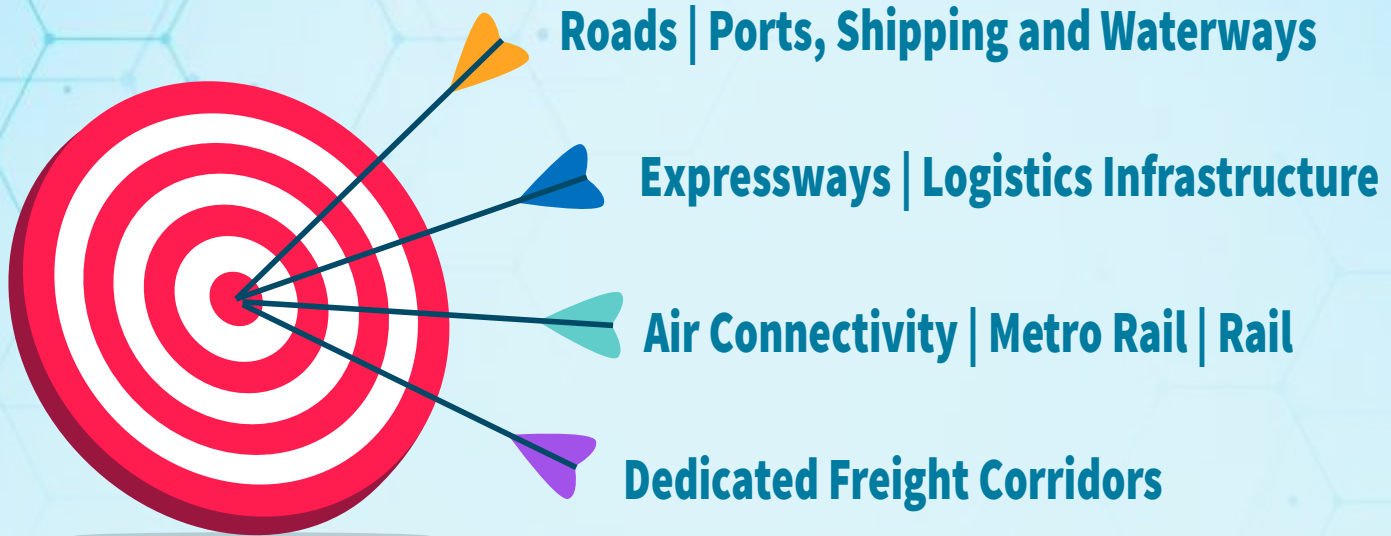 Roads | Ports, Shipping and Waterways
Expressways | Logistics Infrastructure
Air Connectivity | Metro Rail | Rail
Dedicated Freight Corridors